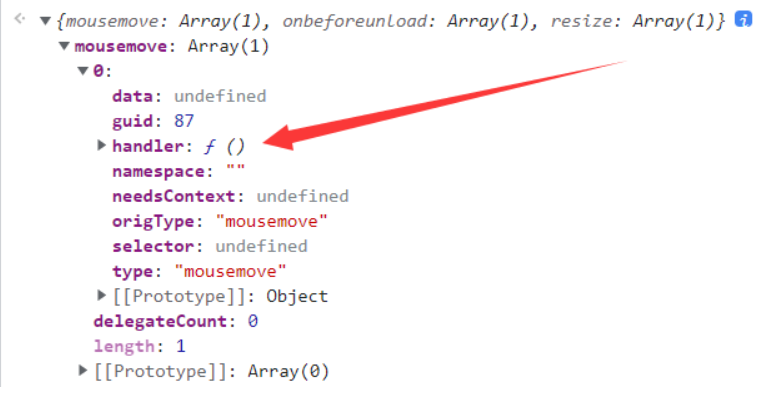 {mousemove: Array(1), onbeforeunload: Array(1), resize: Array(1)} i
mousemove: Array(1)
0:
data: undefined
guid: 87
handler: ƒ ()
namespace: ""
needsContext: undefined
origType: "mousemove"
selector: undefined
type: "mousemove"
[[Prototype]]: Object
delegateCount: 0
length: 1
[[Prototype]]: Array(0)